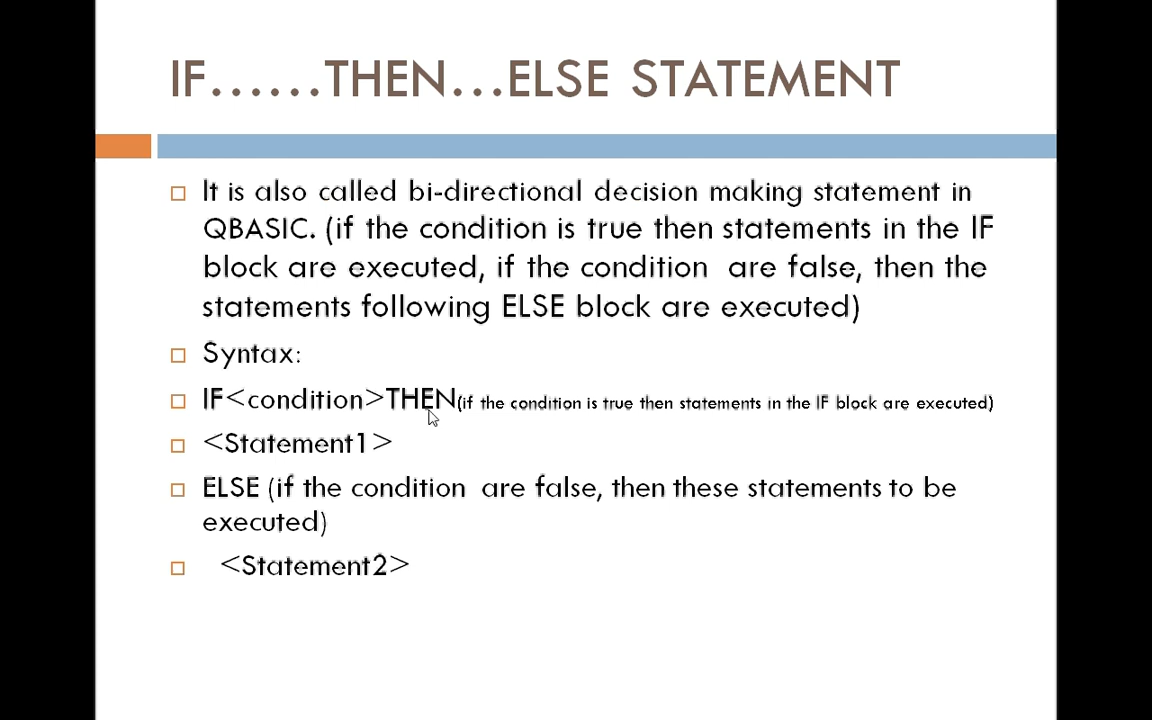 IF......THEN...ELSE STATEMENT
It is also called bi-directional decision making statement in
QBASIC. (if the condition is true then statements in the IF
block are executed, if the condition are false, then the
statements following ELSE block are executed)
Syntax:
IF<condition>THEN(if the condition is true then statements in the IF block are executed)
<Statement1>
ELSE (if the condition are false, then these statements to be
executed)
<Statement2>